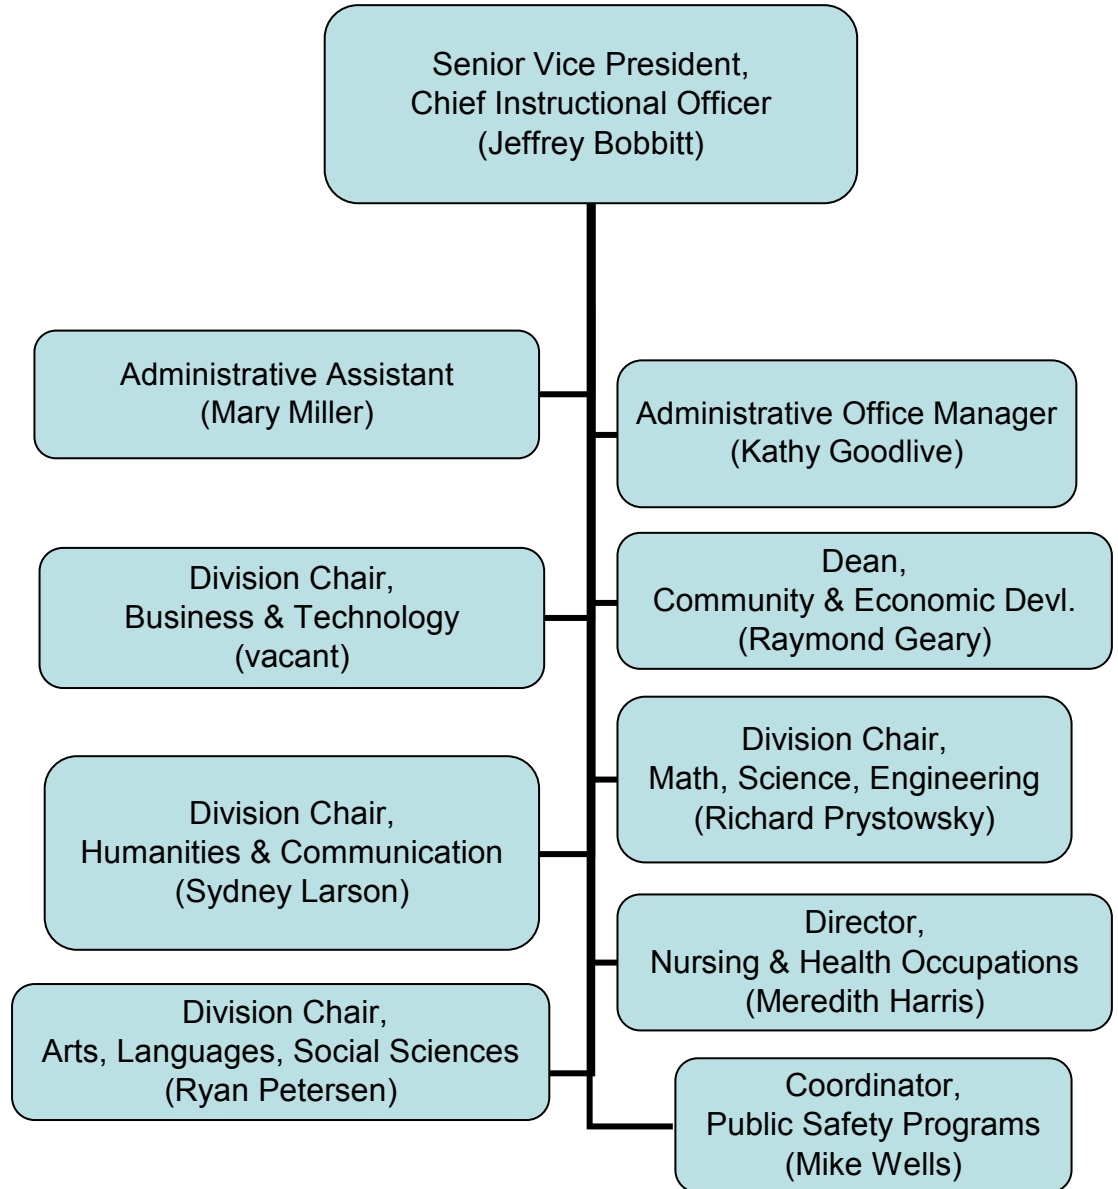 Senior Vice President,
Chief Instructional Officer
(Jeffrey Bobbitt)
Administrative Assistant
(Mary Miller)
Administrative Office Manager
(Kathy Goodlive)
Division Chair,
Business & Technology
(vacant)
Dean,
Community & Economic Devl.
(Raymond Geary)
Division Chair,
Humanities & Communication
(Sydney Larson)
Division Chair,
Math, Science, Engineering
(Richard Prystowsky)
Division Chair,
Arts, Languages, Social Sciences
(Ryan Petersen)
Director,
Nursing & Health Occupations
(Meredith Harris)
Coordinator,
Public Safety Programs
(Mike Wells)